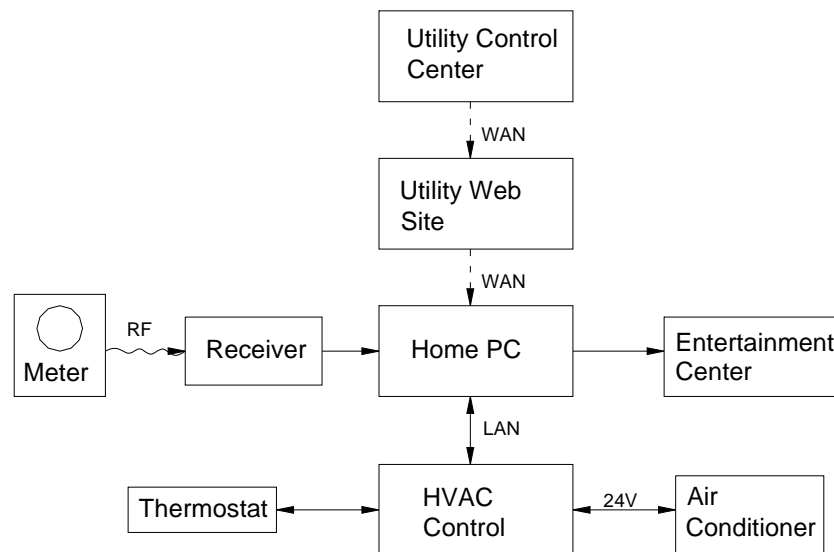 Utility Control
Center
WAN
Utility Web
Site
WAN
Meter
RF
Receiver
Home PC
Entertainment
Center
LAN
Thermostat
HVAC
Control
24V
Air
Conditioner